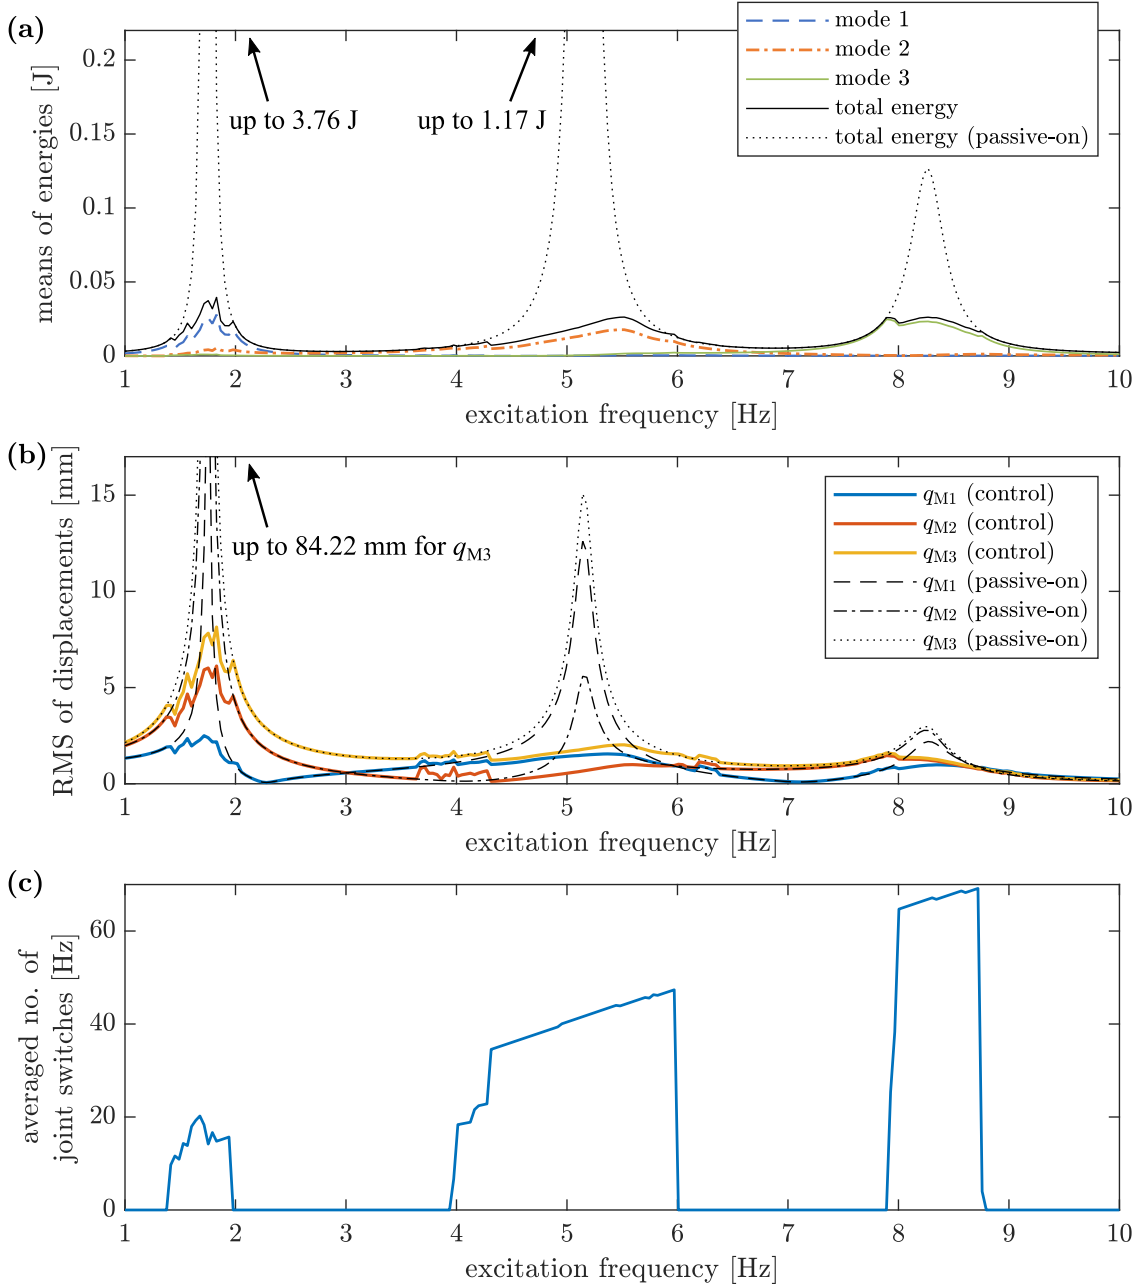 (a)
means of energies [J]
0.2
0.15
0.1
0.05
0
up to 3.76 J
up to 1.17 J
mode 1
mode 2
mode 3
total energy
total energy (passive-on)
1 2 3 4 5 6 7 8 9 10
excitation frequency [Hz]
(b)
RMS of displacements [mm]
15
10
5
0
up to 84.22 mm for qM3
qM1 (control)
qM2 (control)
qM3 (control)
qM1 (passive-on)
qM2 (passive-on)
qM3 (passive-on)
1 2 3 4 5 6 7 8 9 10
excitation frequency [Hz]
(c)
averaged no. of
joint switches [Hz]
60
40
20
0
1 2 3 4 5 6 7 8 9 10
excitation frequency [Hz]